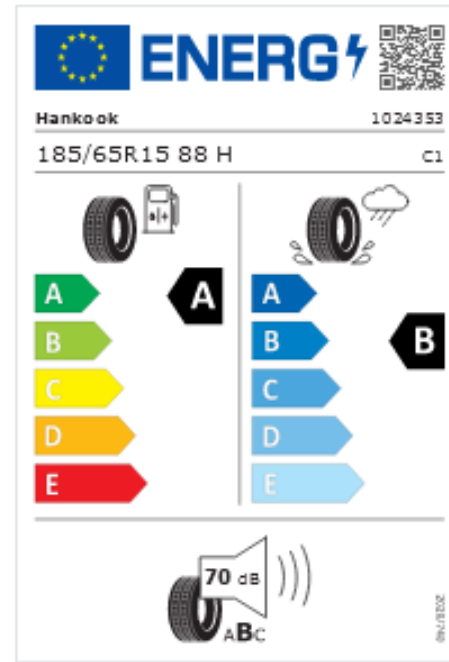 ENERG
Hankook 1024353
185/65R15 88 H C1
A A
B
C
D
E
A
B B
C
D
E
70 dB
ABC
2020/740